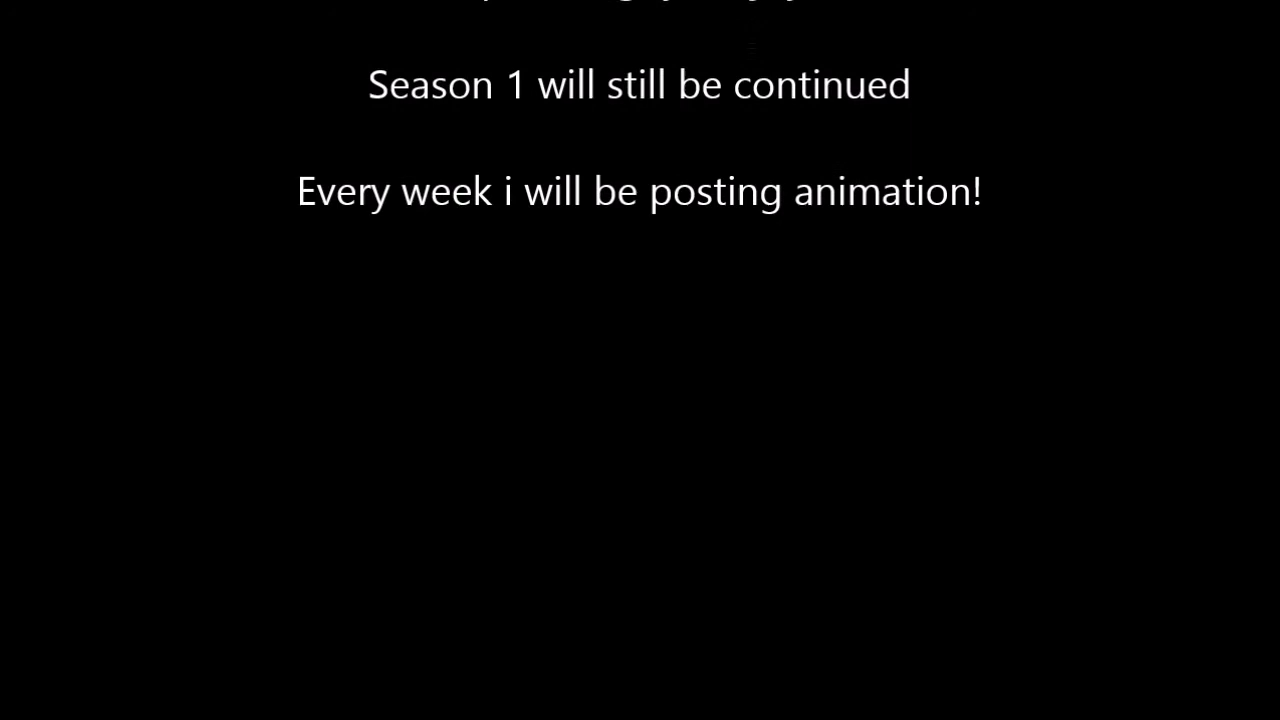 Season 1 will still be continued
Every week i will be posting animation!